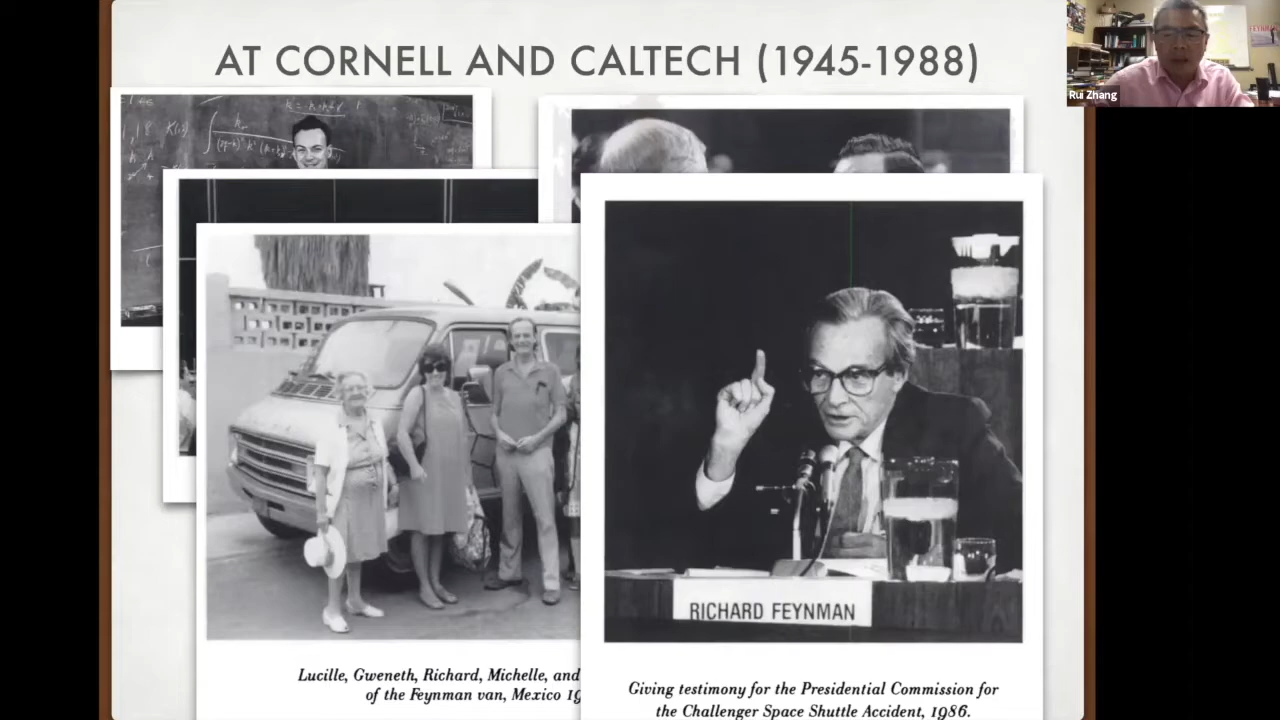 AT CORNELL AND CALTECH (1945-1988)
Rui Zhang
RICHARD FEYNMAN
Lucille, Gweneth, Richard, Michelle, and
of the Feynman van, Mexico
Giving testimony for the Presidential Commission for
the Challenger Space Shuttle Accident, 1986.